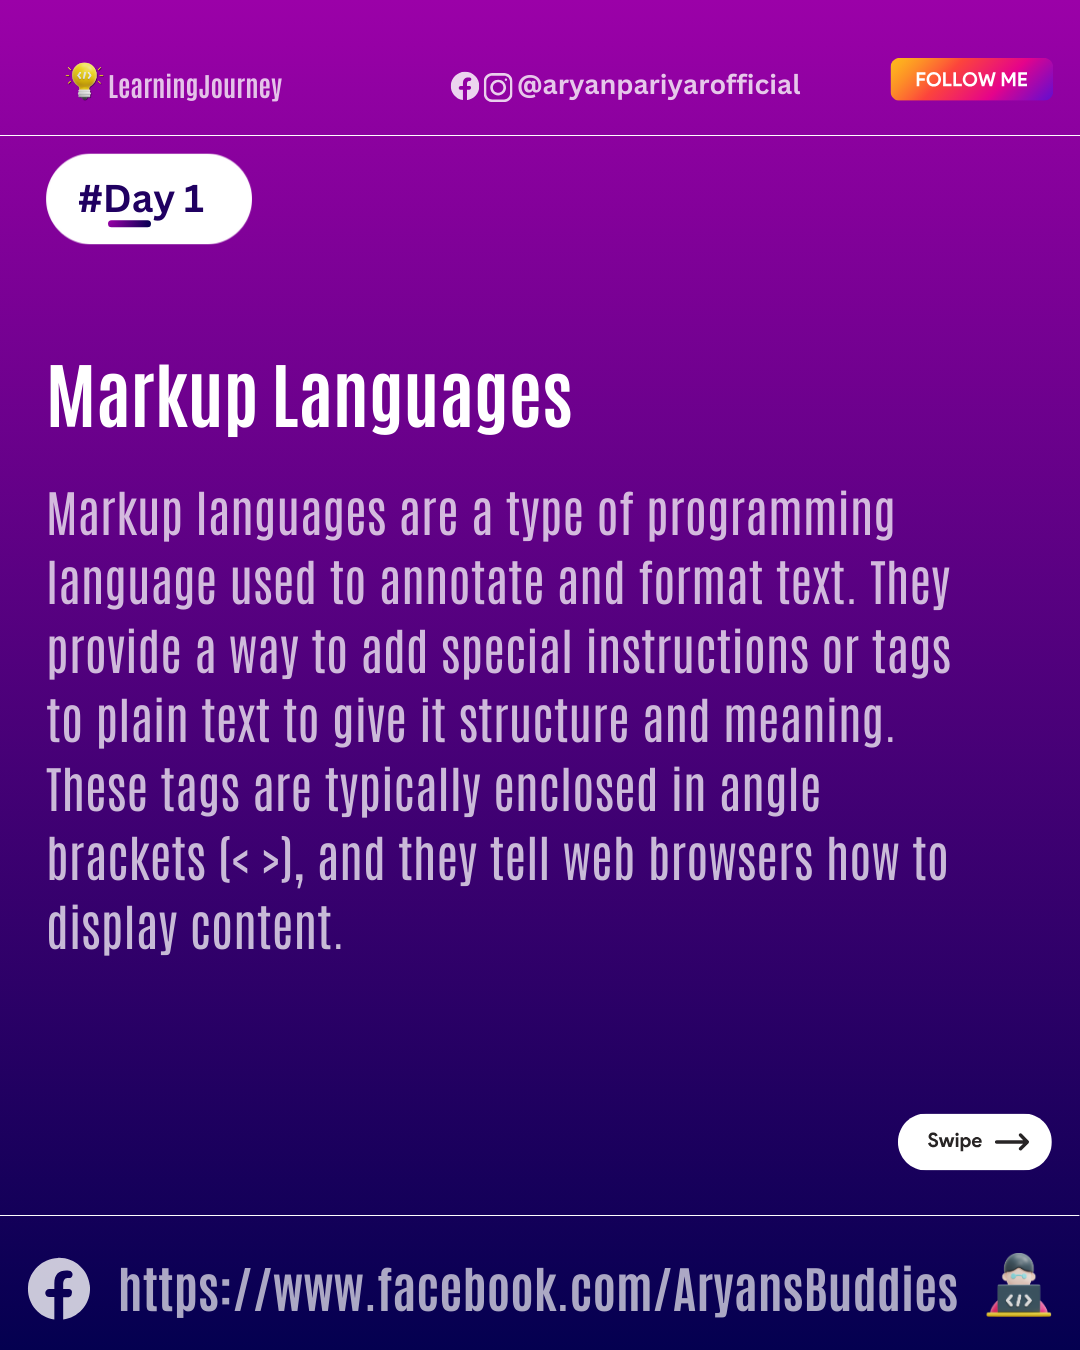 LearningJourney
@aryanpariyarofficial
FOLLOW ME
#Day 1
Markup Languages
Markup languages are a type of programming
language used to annotate and format text. They
provide a way to add special instructions or tags
to plain text to give it structure and meaning.
These tags are typically enclosed in angle
brackets (< >), and they tell web browsers how to
display content.
Swipe
https://www.facebook.com/AryansBuddies